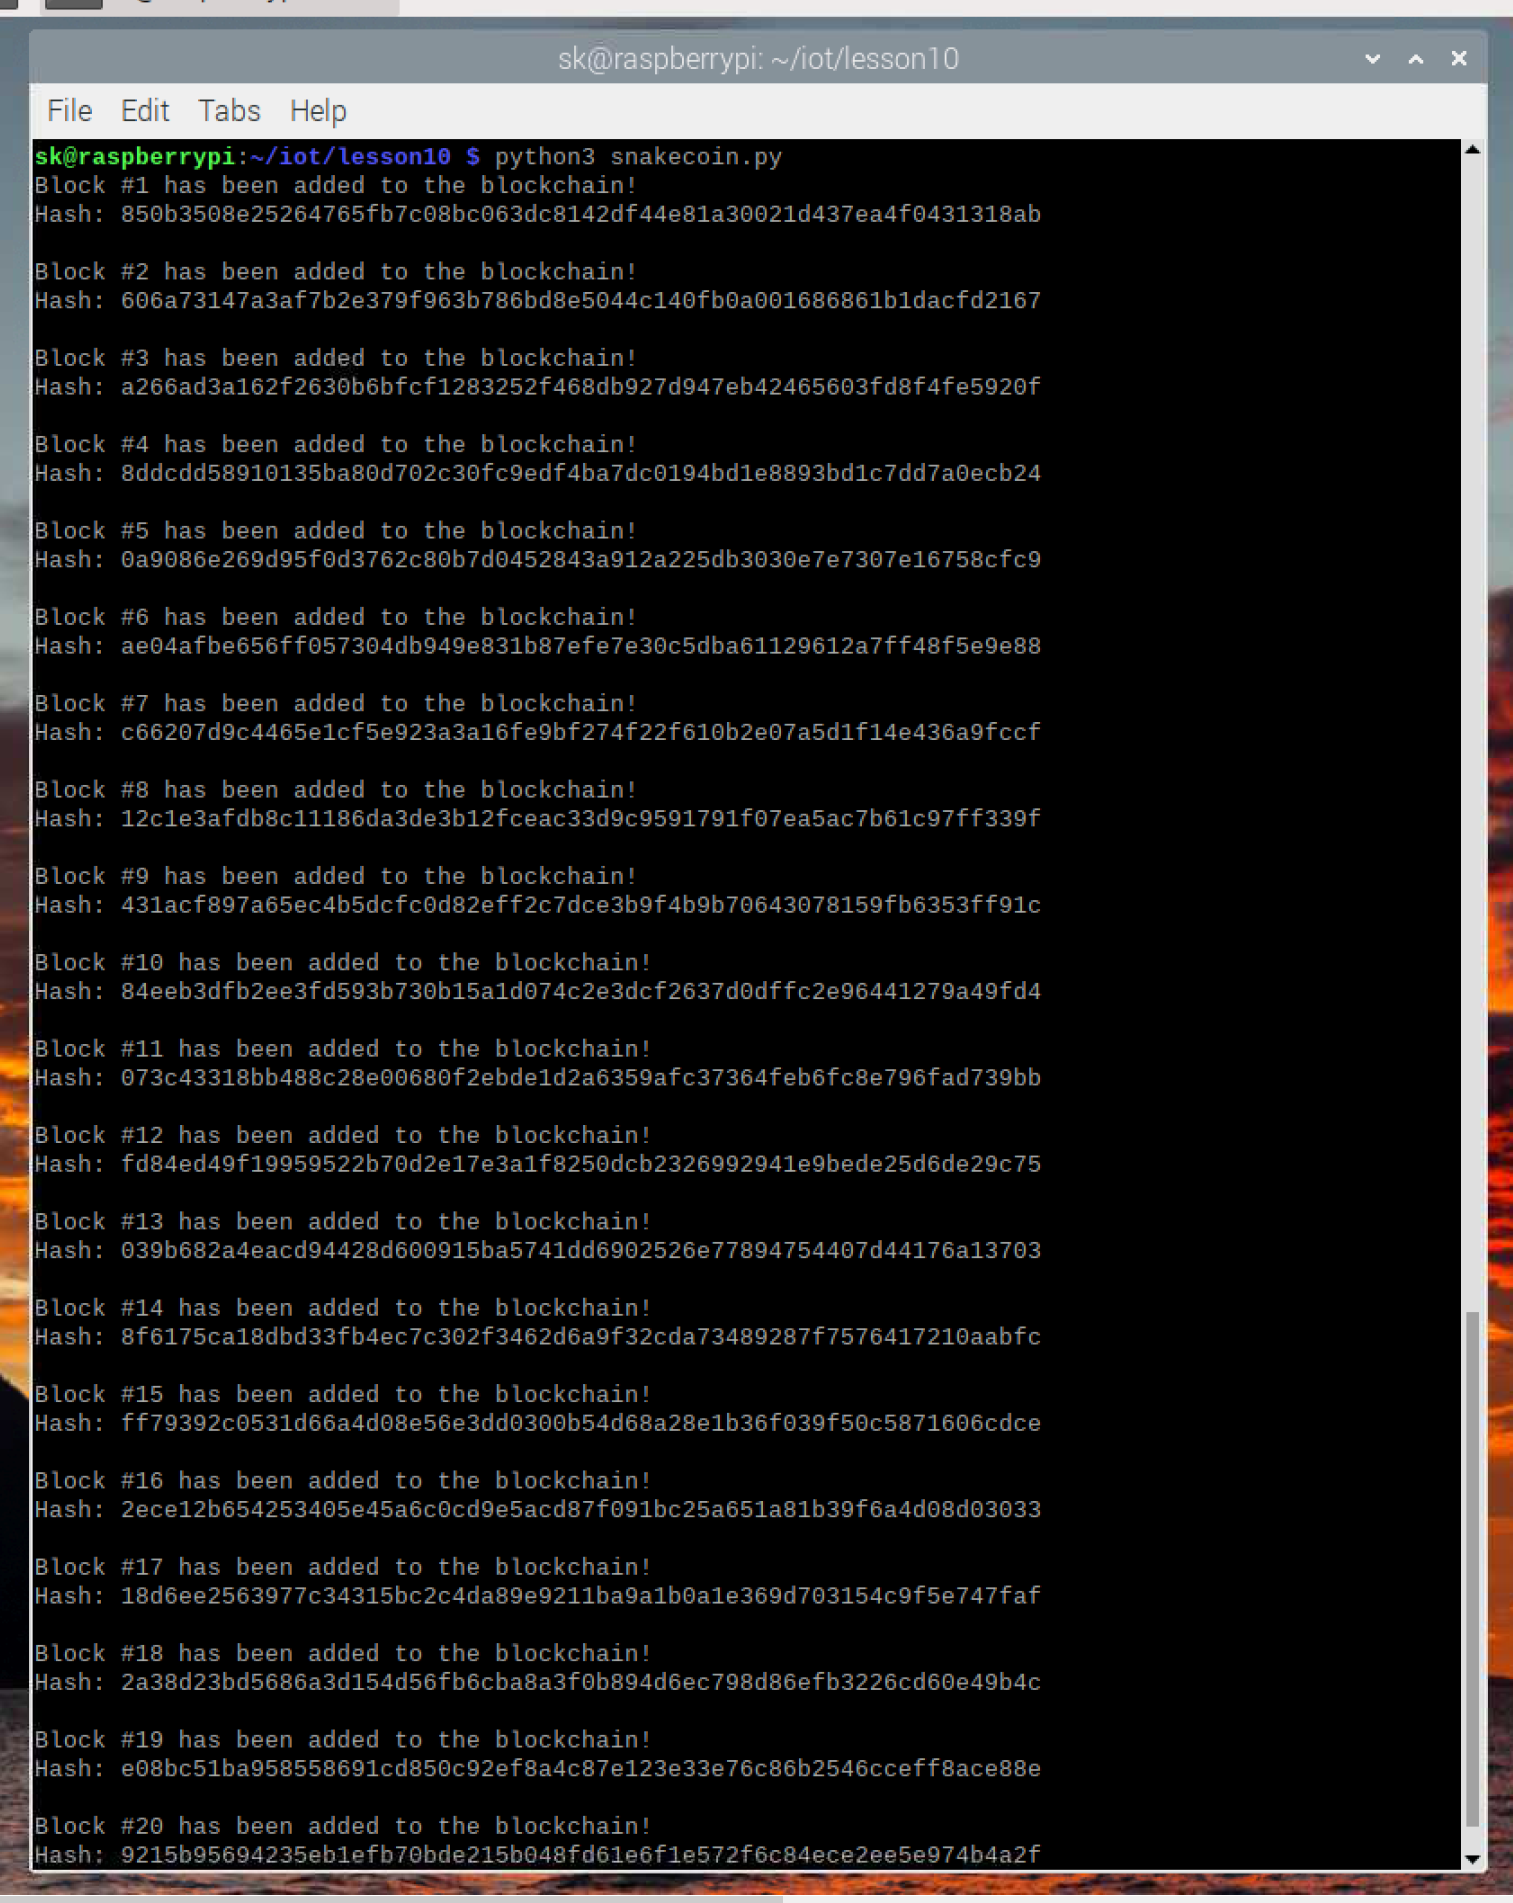 sk@raspberrypi: ~/iot/lesson10
File Edit Tabs Help
sk@raspberrypi:~/iot/lesson10 $ python3 snakecoin.py
Block #1 has been added to the blockchain!
Hash: 850b3508e25264765fb7c08bc063dc8142df44e81a30021d437ea4f0431318ab
Block #2 has been added to the blockchain!
Hash: 606a73147a3af7b2e379f963b786bd8e5044c140fb0a001686861b1dacfd2167
Block #3 has been added to the blockchain!
Hash: a266ad3a162f2630b6bfcf1283252f468db927d947eb42465603fd8f4fe5920f
Block #4 has been added to the blockchain!
Hash: 8ddcdd58910135ba80d702c30fc9edf4ba7dc0194bd1e8893bd1c7dd7a0ecb24
Block #5 has been added to the blockchain!
Hash: 0a9086e269d95f0d3762c80b7d0452843a912a225db3030e7e7307e16758cfc9
Block #6 has been added to the blockchain!
Hash: ae04afbe656ff057304db949e831b87efe7e30c5dba61129612a7ff48f5e9e88
Block #7 has been added to the blockchain!
Hash: c66207d9c4465e1cf5e923a3a16fe9bf274f22f610b2e07a5d1f14e436a9fccf
Block #8 has been added to the blockchain!
Hash: 12c1e3afdb8c11186da3de3b12fceac33d9c9591791f07ea5ac7b61c97ff339f
Block #9 has been added to the blockchain!
Hash: 431acf897a65ec4b5dcfc0d82eff2c7dce3b9f4b9b70643078159fb6353ff91c
Block #10 has been added to the blockchain!
Hash: 84eeb3dfb2ee3fd593b730b15a1d074c2e3dcf2637d0dffc2e96441279a49fd4
Block #11 has been added to the blockchain!
Hash: 073c43318bb488c28e00680f2ebde1d2a6359afc37364feb6fc8e796fad739bb
Block #12 has been added to the blockchain!
Hash: fd84ed49f19959522b70d2e17e3a1f8250dcb2326992941e9bede25d6de29c75
Block #13 has been added to the blockchain!
Hash: 039b682a4eacd94428d600915ba5741dd6902526e77894754407d44176a13703
Block #14 has been added to the blockchain!
Hash: 8f6175ca18dbd33fb4ec7c302f3462d6a9f32cda73489287f7576417210aabfc
Block #15 has been added to the blockchain!
Hash: ff79392c0531d66a4d08e56e3dd0300b54d68a28e1b36f039f50c5871606cdce
Block #16 has been added to the blockchain!
Hash: 2ece12b654253405e45a6c0cd9e5acd87f091bc25a651a81b39f6a4d08d03033
Block #17 has been added to the blockchain!
Hash: 18d6ee2563977c34315bc2c4da89e9211ba9a1b0a1e369d703154c9f5e747faf
Block #18 has been added to the blockchain!
Hash: 2a38d23bd5686a3d154d56fb6cba8a3f0b894d6ec798d86efb3226cd60e49b4c
Block #19 has been added to the blockchain!
Hash: e08bc51ba958558691cd850c92ef8a4c87e123e33e76c86b2546cceff8ace88e
Block #20 has been added to the blockchain!
Hash: 9215b95694235eb1efb70bde215b048fd61e6f1e572f6c84ece2ee5e974b4a2f